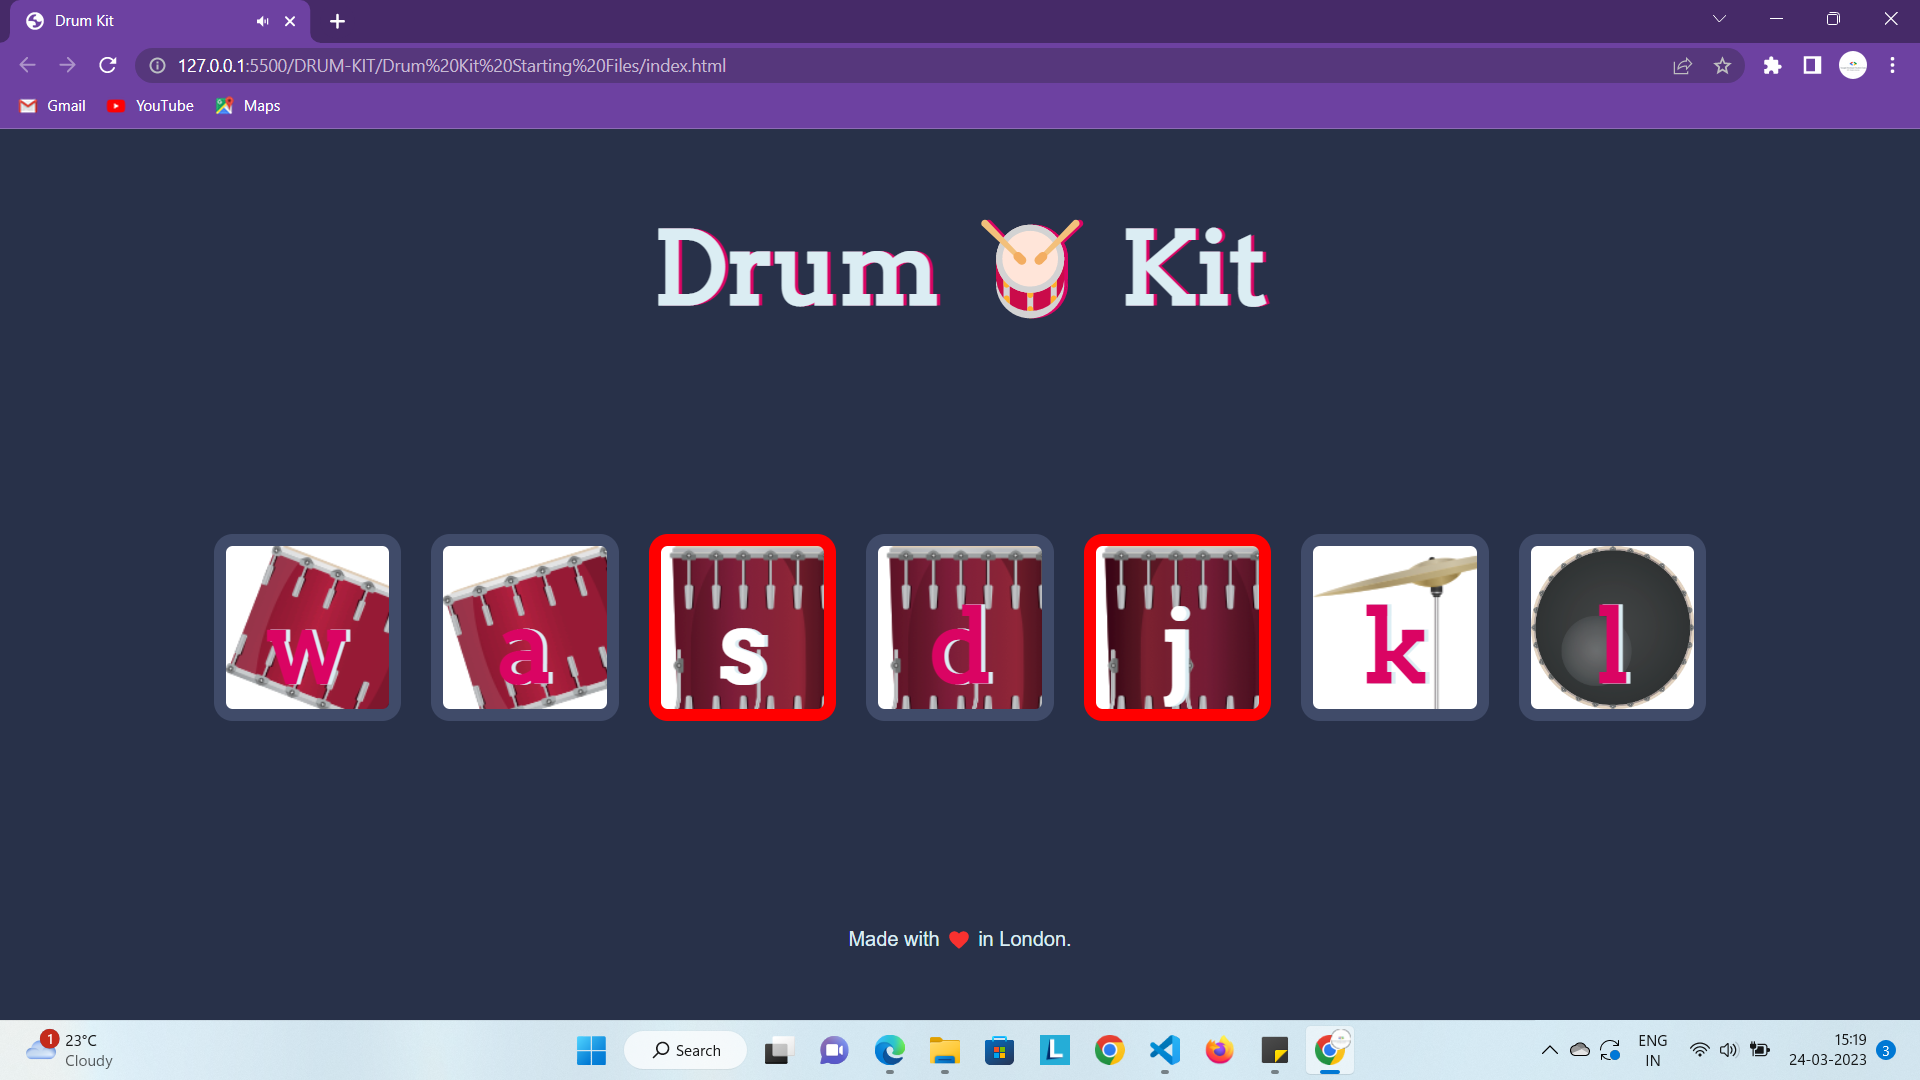 Drum Kit
127.0.0.1:5500/DRUM-KIT/Drum%20Kit%20Starting%20Files/index.html
Gmail YouTube Maps
Drum Kit
w a s d j k l
Made with in London.
1
23°C
Cloudy
Search
L
ENG
IN
15:19
24-03-2023
3